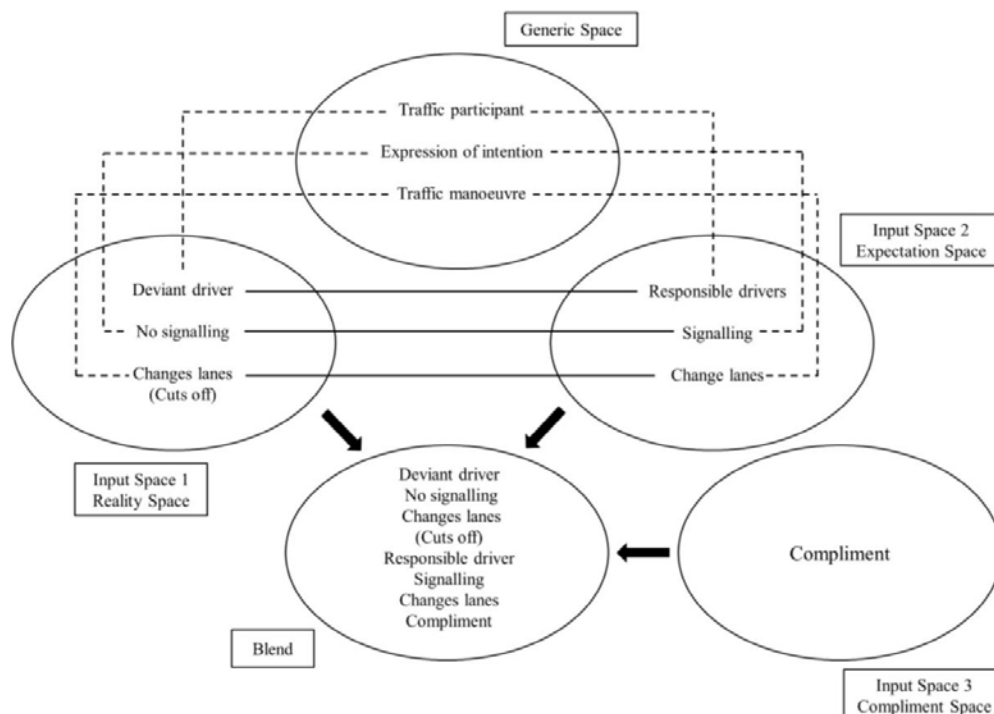 Generic Space
Traffic participant
Expression of intention
Traffic manoeuvre
Input Space 2
Expectation Space
Deviant driver
Responsible drivers
No signalling
Signalling
Changes lanes
(Cuts off)
Change lanes
Input Space 1
Reality Space
Deviant driver
No signalling
Changes lanes
(Cuts off)
Responsible driver
Signalling
Changes lanes
Compliment
Compliment
Blend
Input Space 3
Compliment Space